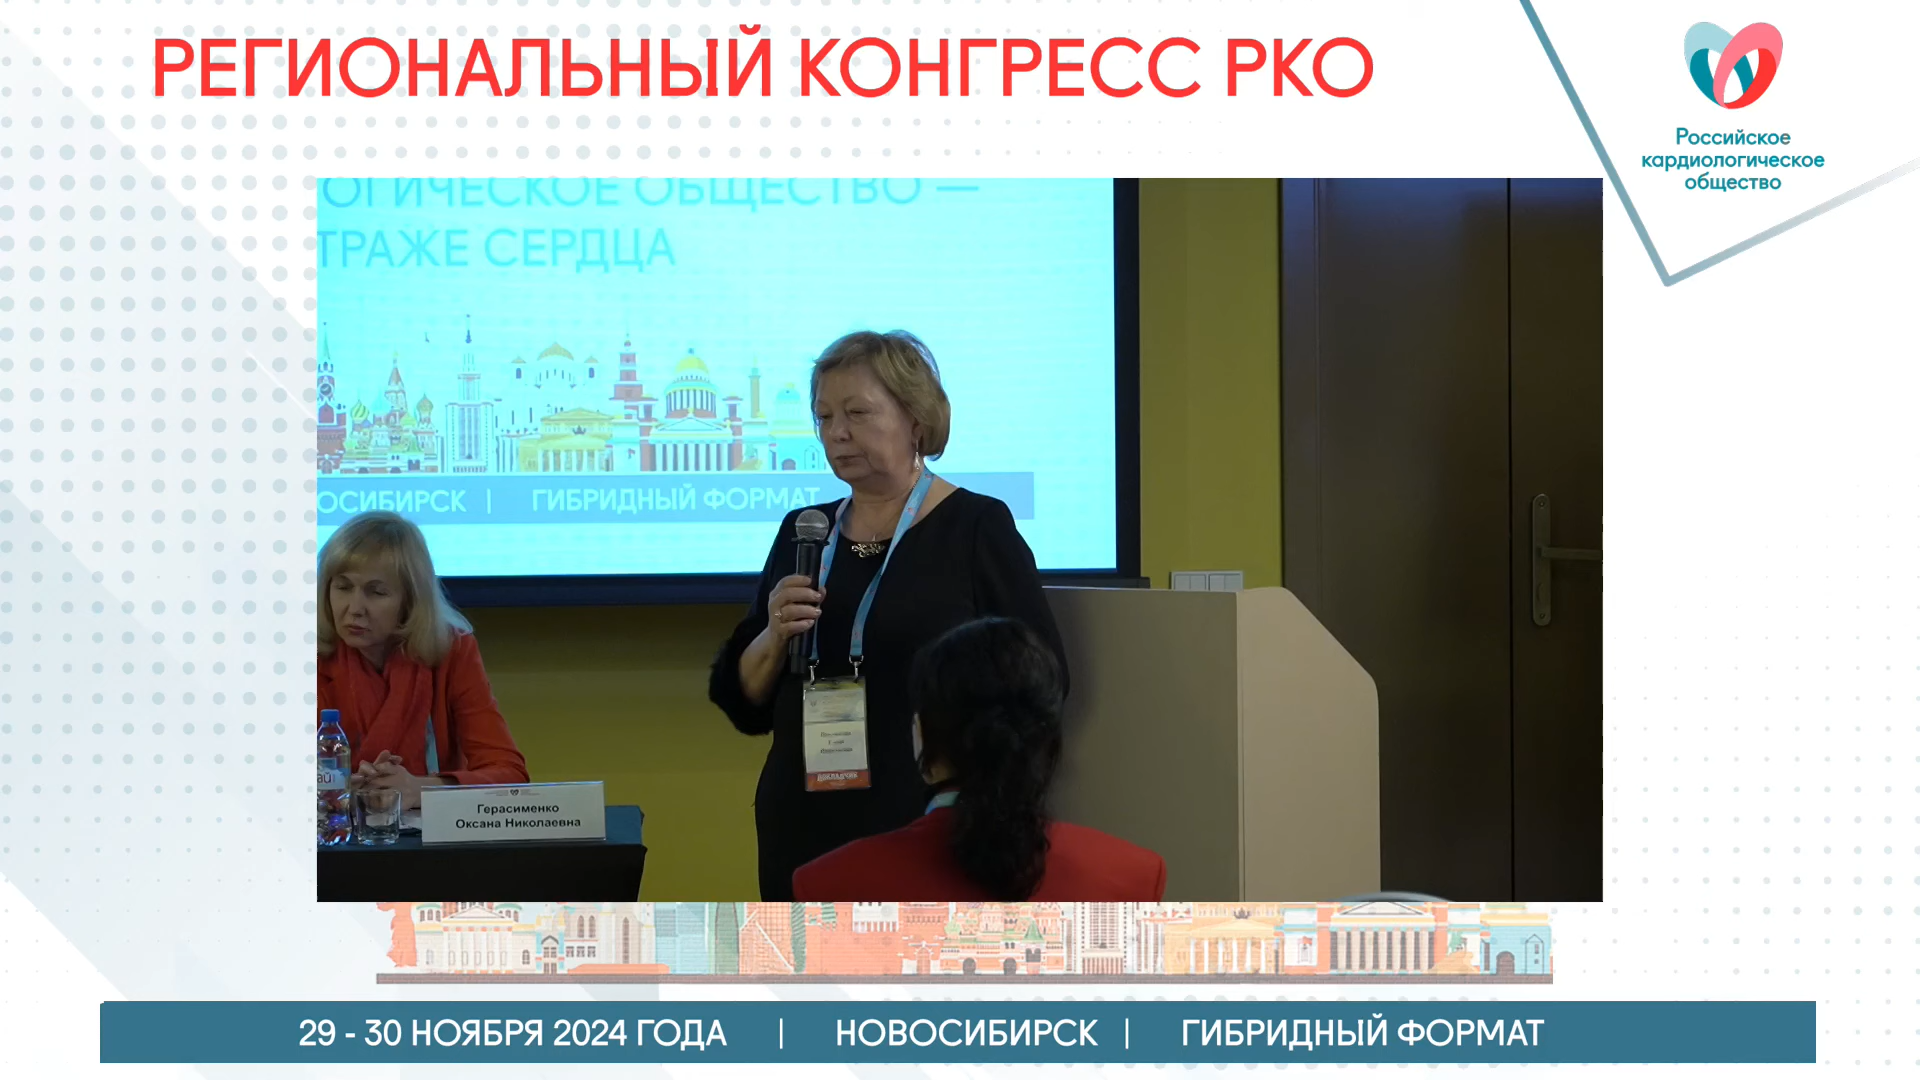 РЕГИОНАЛЬНЫЙ КОНГРЕСС РКО
Российское
кардиологическое
общество
ОГИЧЕСКОЕ ОБЩЕСТВО —
ТРАЖЕ СЕРДЦА
ОСИБИРСК | ГИБРИДНЫЙ ФОРМАТ
ДОКЛАДЧИК
Герасименко
Оксана Николаевна
29 - 30 НОЯБРЯ 2024 ГОДА | НОВОСИБИРСК | ГИБРИДНЫЙ ФОРМАТ